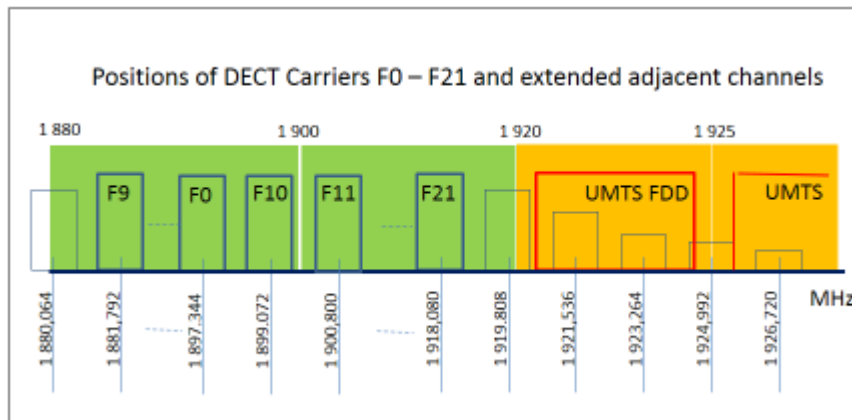 Positions of DECT Carriers F0 – F21 and extended adjacent channels
1 880 1 900 1 920 1 925
F9 F0 F10 F11 F21 UMTS FDD UMTS
MHz
1 880,064
1 881,792
1 897.344
1 899.072
1 900,800
1 918,080
1 919,808
1 921,536
1 923,264
1 924,992
1 926,720